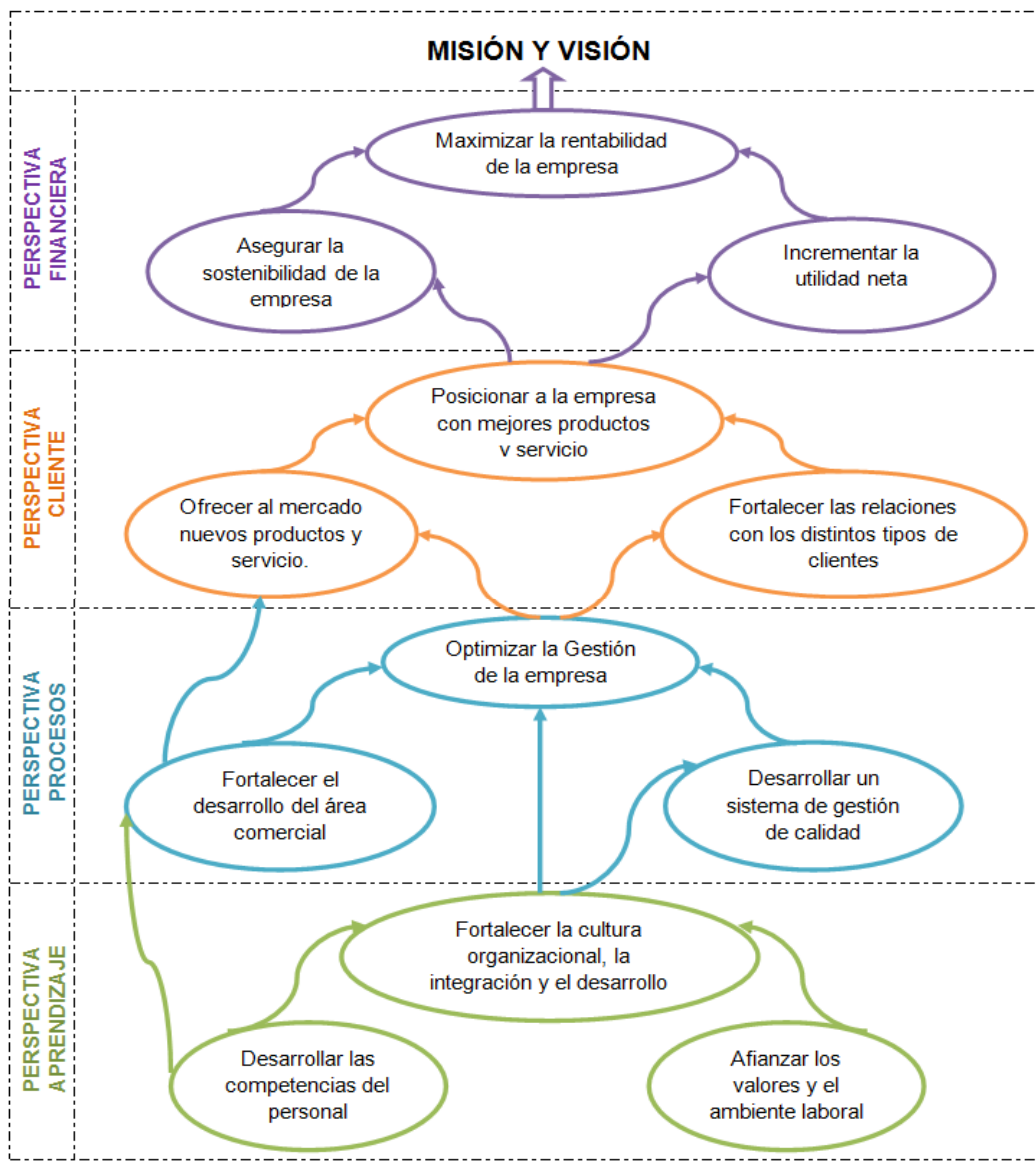 MISIÓN Y VISIÓN
PERSPECTIVA
FINANCIERA
Maximizar la rentabilidad
de la empresa
Asegurar la
sostenibilidad de la
empresa
Incrementar la
utilidad neta
PERSPECTIVA
CLIENTE
Posicionar a la empresa
con mejores productos
v servicio
Ofrecer al mercado
nuevos productos y
servicio.
Fortalecer las relaciones
con los distintos tipos de
clientes
PERSPECTIVA
PROCESOS
Optimizar la Gestión
de la empresa
Fortalecer el
desarrollo del área
comercial
Desarrollar un
sistema de gestión
de calidad
PERSPECTIVA
APRENDIZAJE
Fortalecer la cultura
organizacional, la
integración y el desarrollo
Desarrollar las
competencias del
personal
Afianzar los
valores y el
ambiente laboral